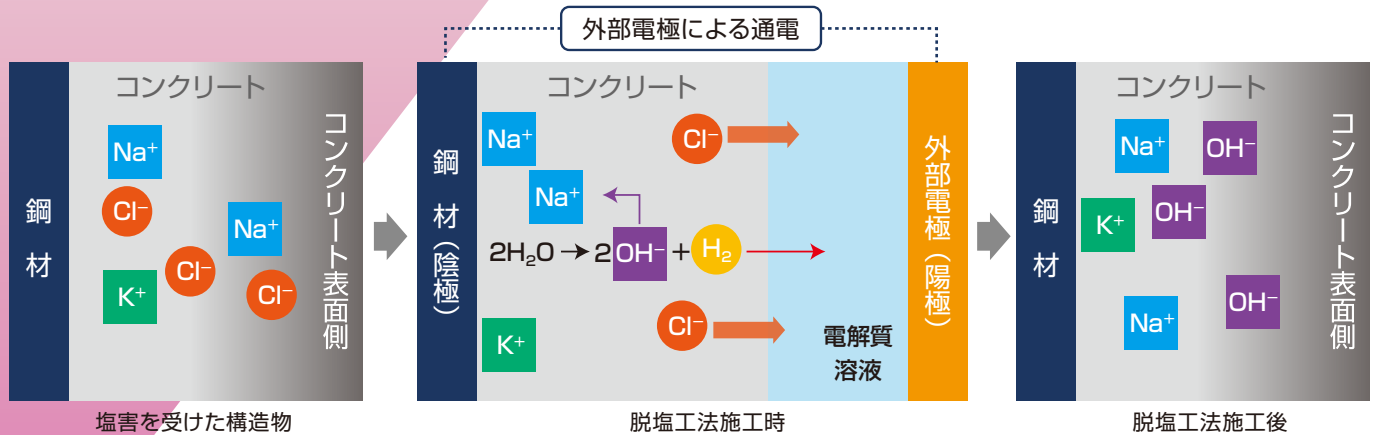 外部電極による通電
コンクリート
鋼材
コンクリート表面側
Na⁺
Cl⁻
Na⁺
Cl⁻
K⁺
Cl⁻
塩害を受けた構造物
コンクリート
鋼材（陰極）
Na⁺
Cl⁻
Na⁺
2H₂O→2OH⁻+H₂
Cl⁻
K⁺
電解質
溶液
外部電極（陽極）
脱塩工法施工時
コンクリート
鋼材
コンクリート表面側
Na⁺
OH⁻
K⁺
OH⁻
OH⁻
Na⁺
脱塩工法施工後